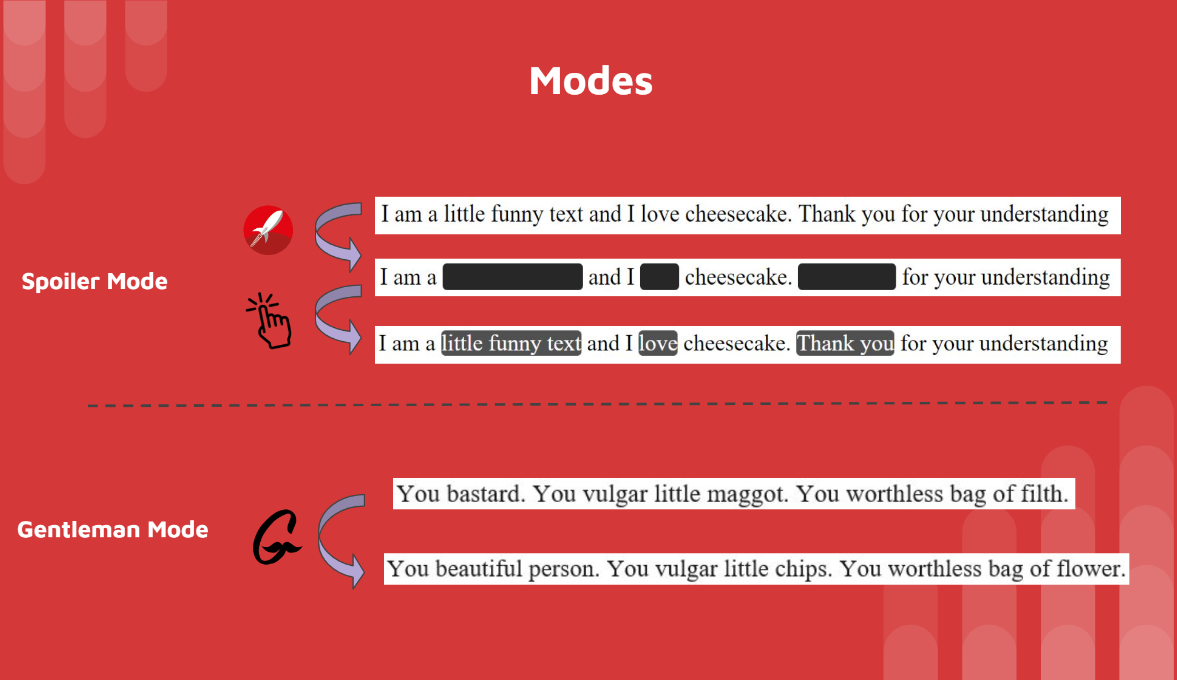 Modes
I am a little funny text and I love cheesecake. Thank you for your understanding
Spoiler Mode
I am a and I cheesecake. for your understanding
I am a little funny text and I love cheesecake. Thank you for your understanding
You bastard. You vulgar little maggot. You worthless bag of filth.
Gentleman Mode
G
You beautiful person. You vulgar little chips. You worthless bag of flower.